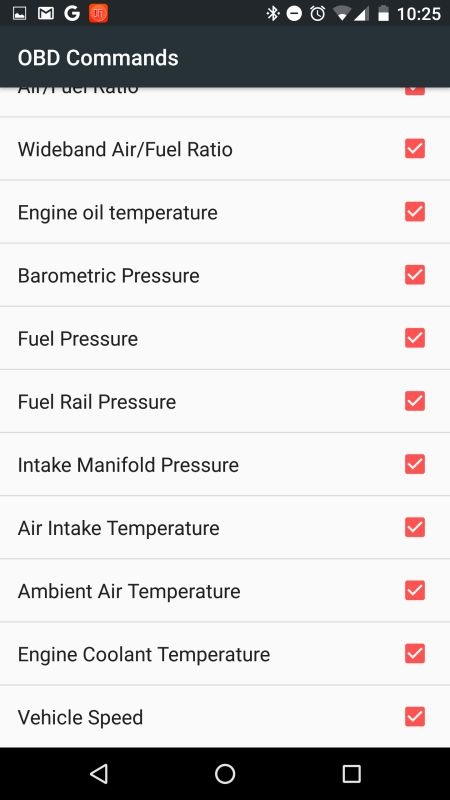 10:25
OBD Commands
Air/Fuel Ratio
Wideband Air/Fuel Ratio
Engine oil temperature
Barometric Pressure
Fuel Pressure
Fuel Rail Pressure
Intake Manifold Pressure
Air Intake Temperature
Ambient Air Temperature
Engine Coolant Temperature
Vehicle Speed